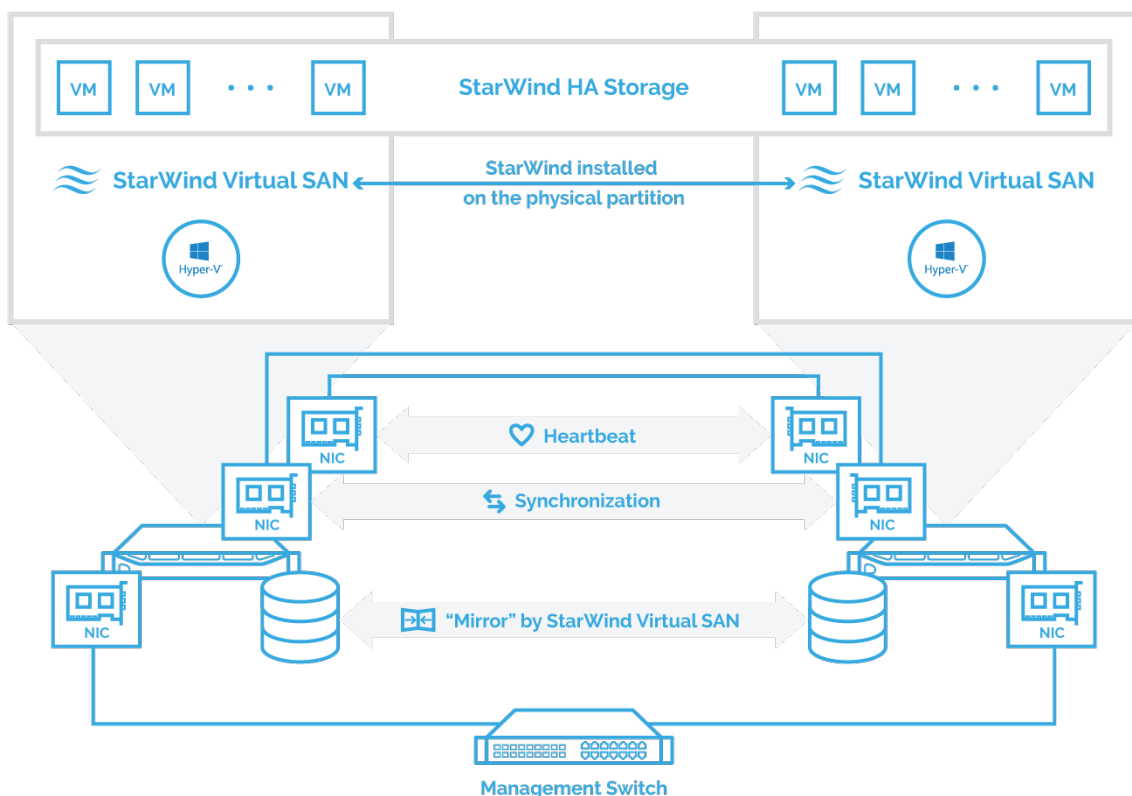 VM VM • • • VM StarWind HA Storage VM VM • • • VM
StarWind Virtual SAN
StarWind installed
on the physical partition
StarWind Virtual SAN
Hyper-V
Hyper-V
NIC
Heartbeat
NIC
NIC
Synchronization
NIC
NIC
"Mirror" by StarWind Virtual SAN
NIC
Management Switch